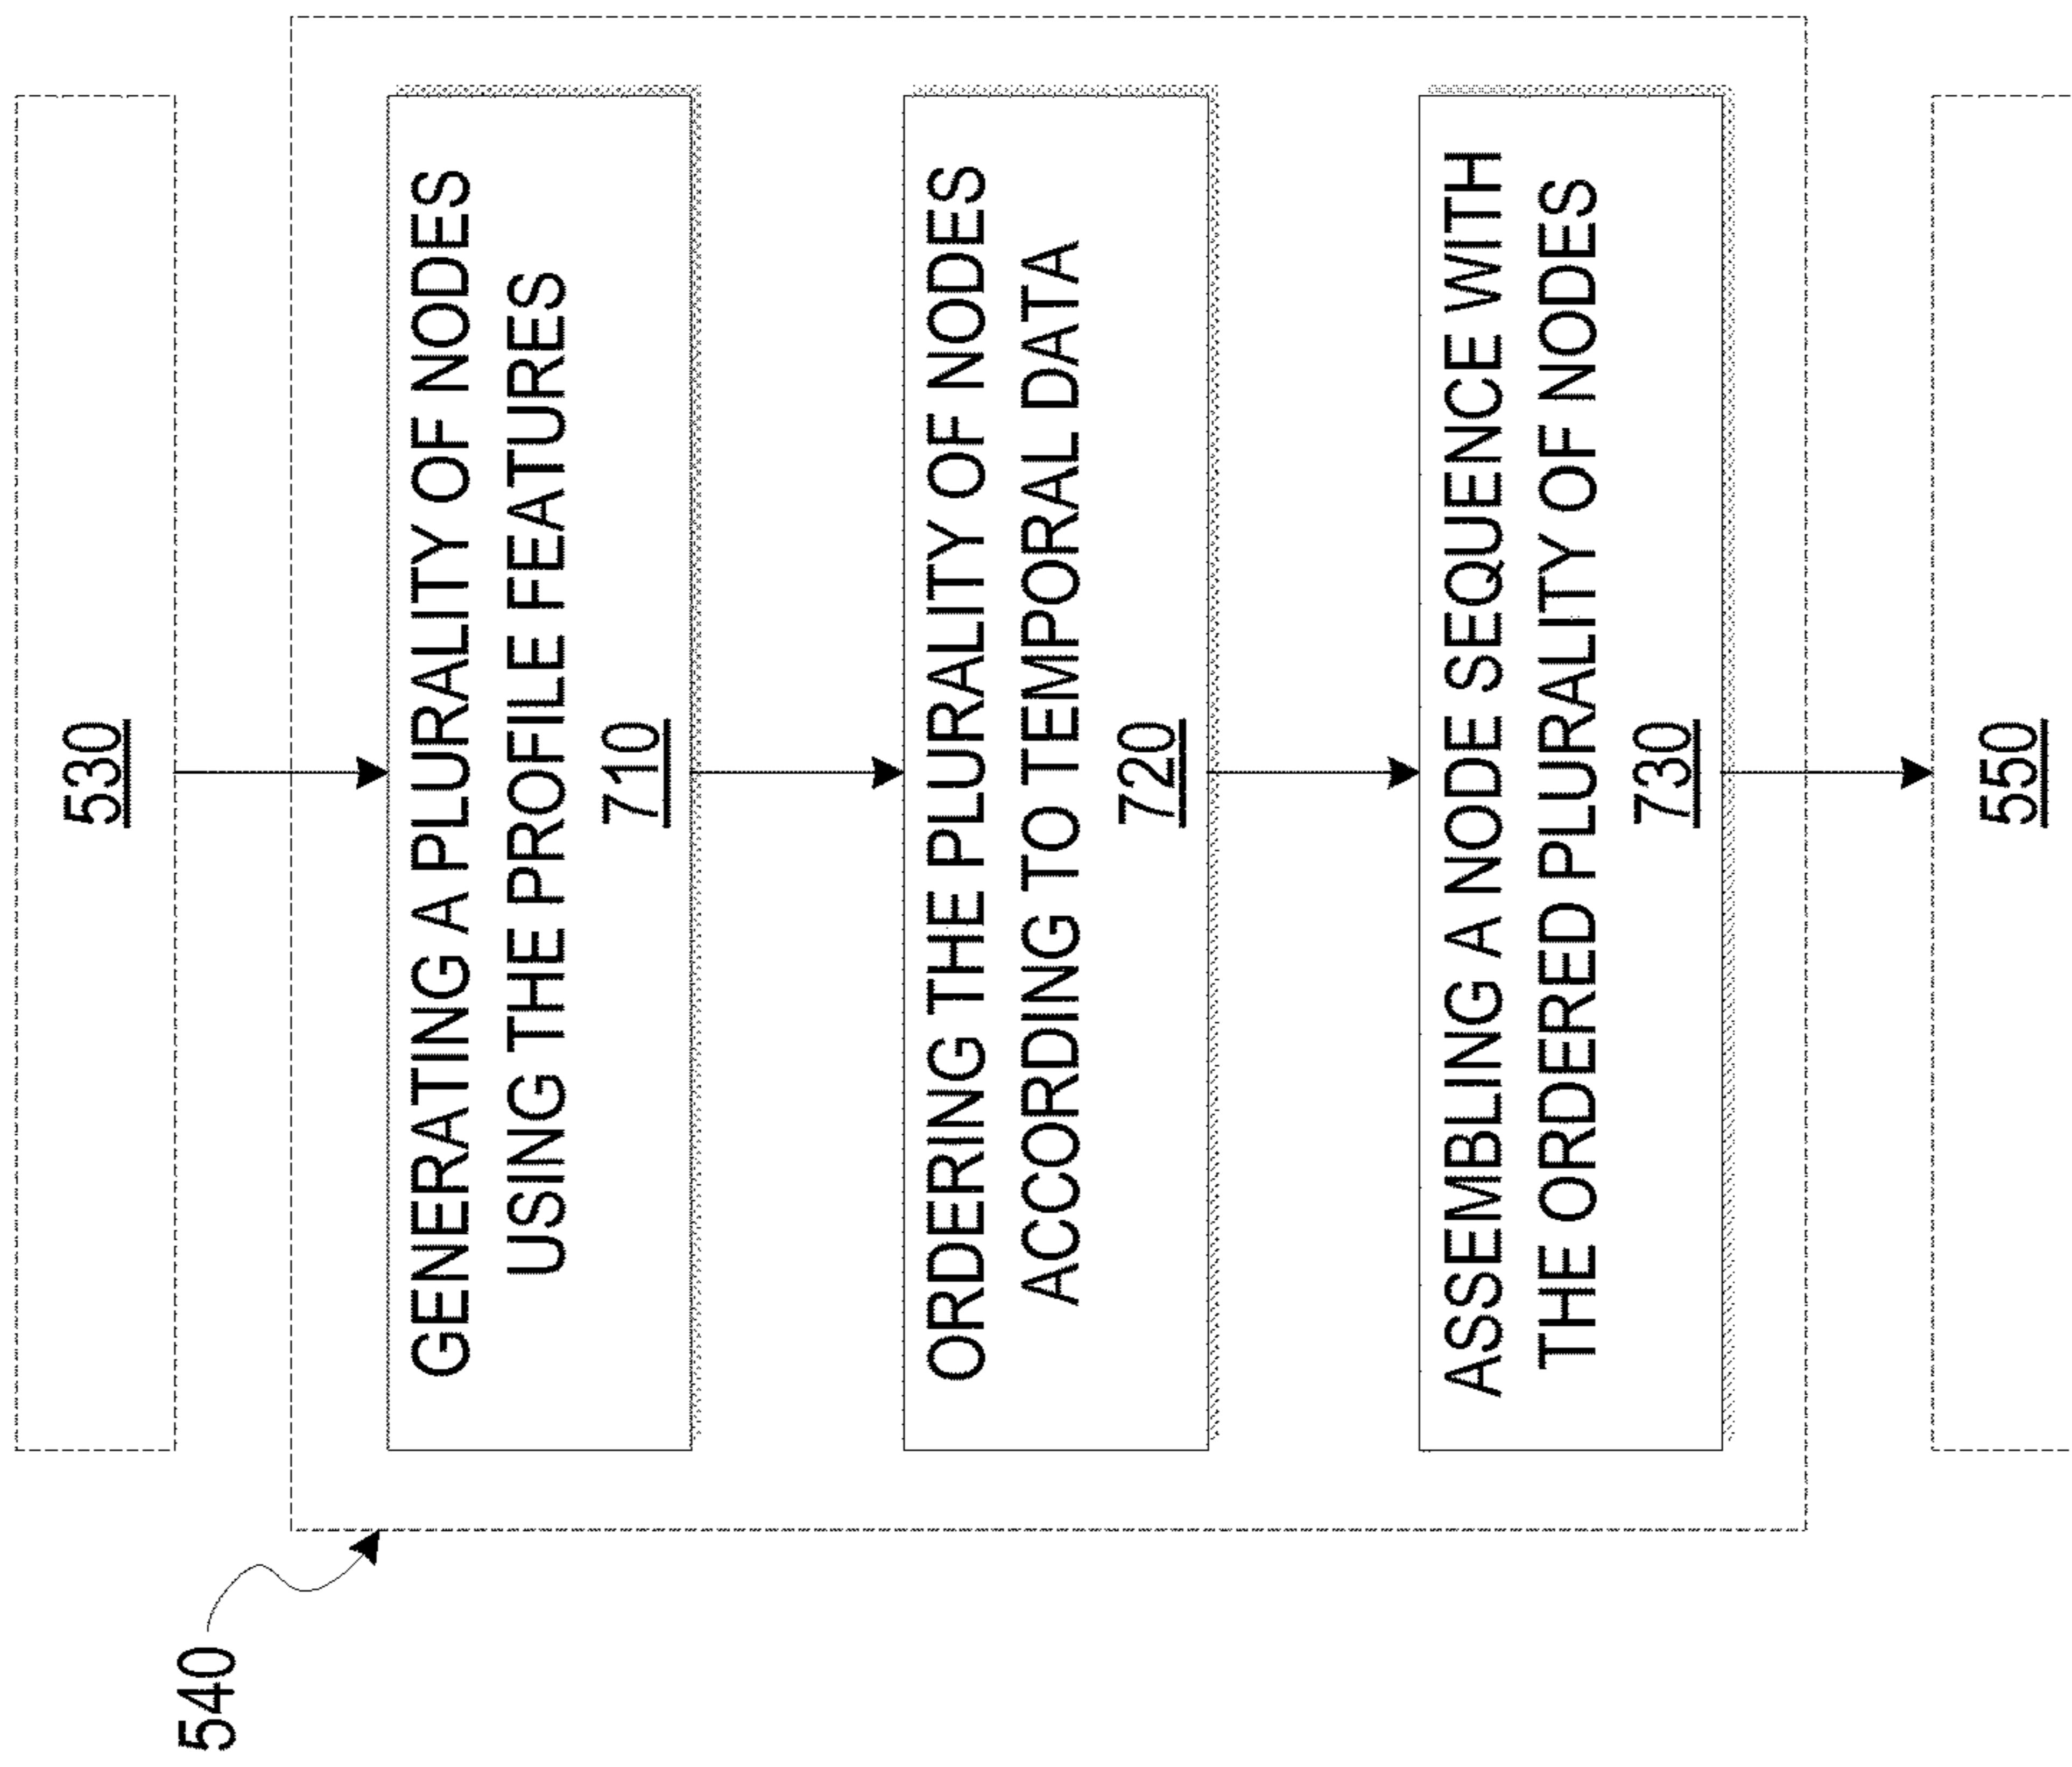 530
540
GENERATING A PLURALITY OF NODES
USING THE PROFILE FEATURES
710
ORDERING THE PLURALITY OF NODES
ACCORDING TO TEMPORAL DATA
720
ASSEMBLING A NODE SEQUENCE WITH
THE ORDERED PLURALITY OF NODES
730
550